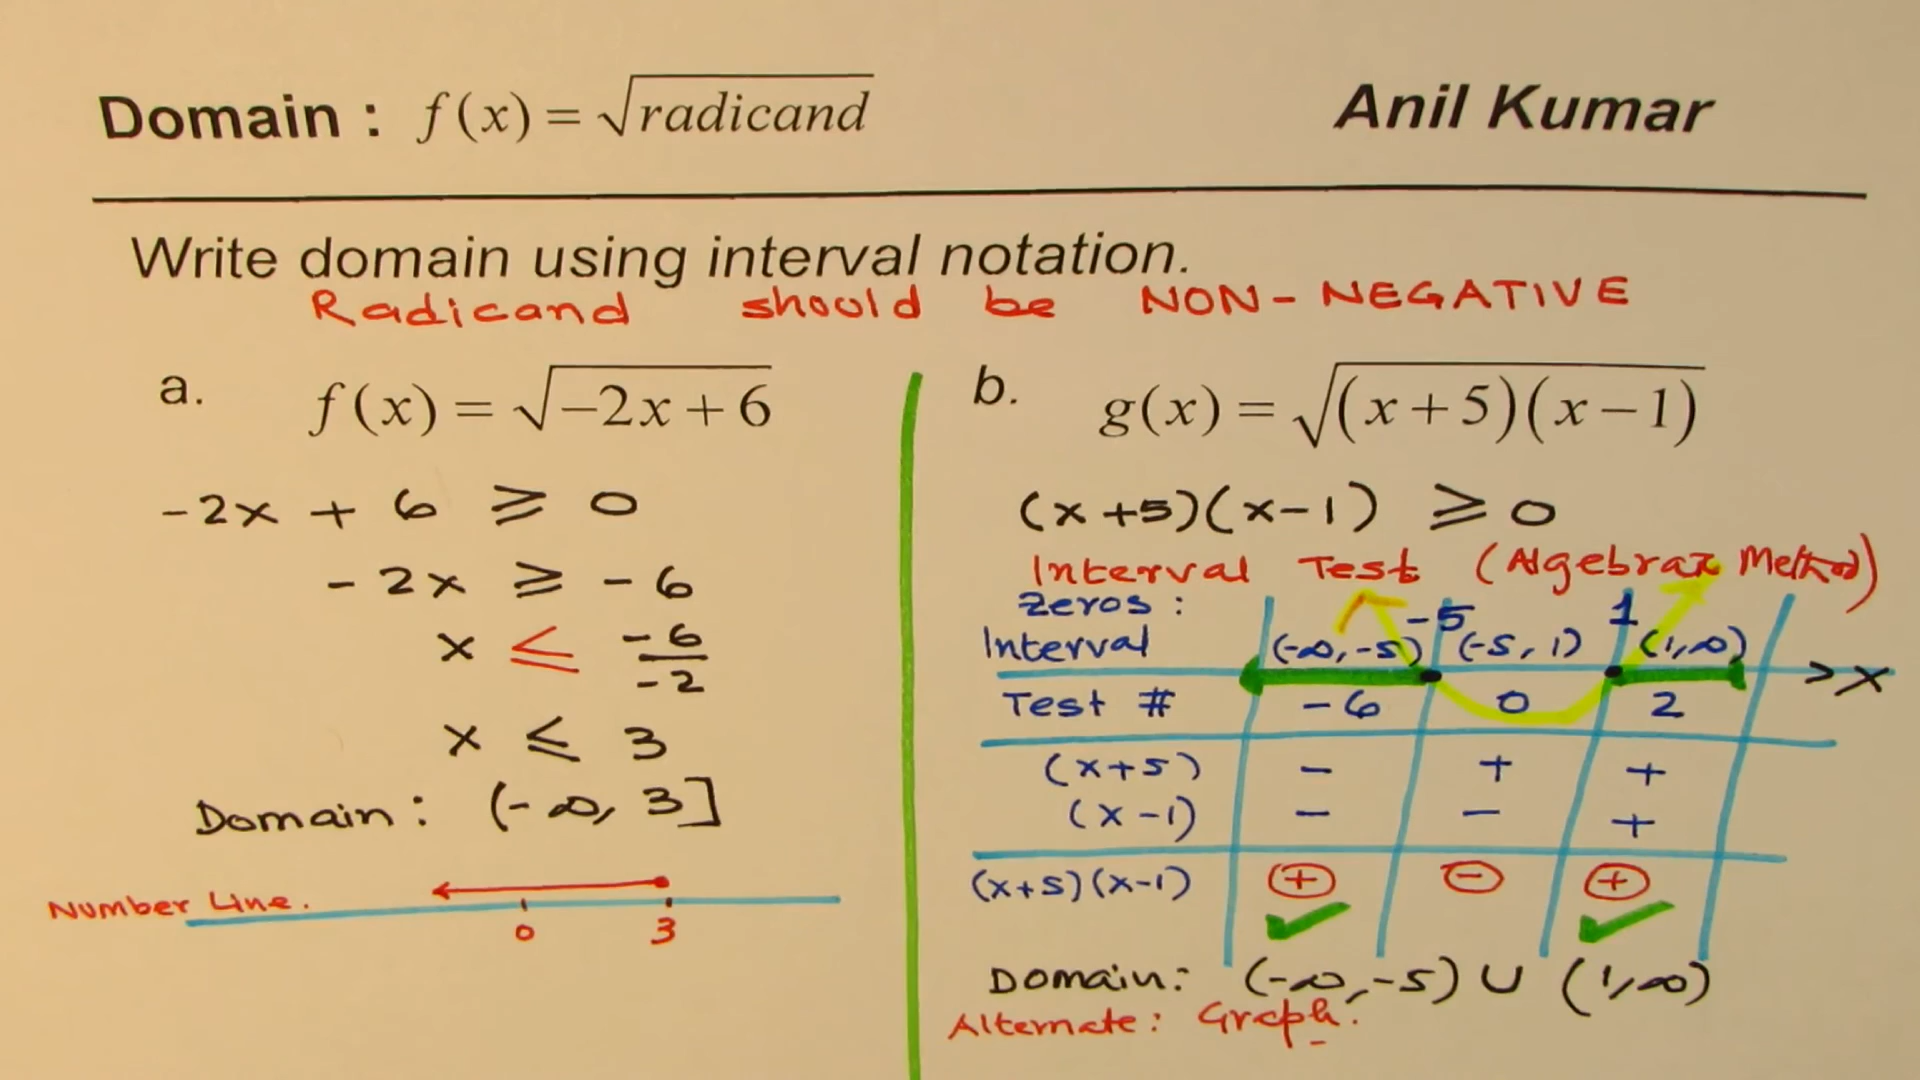 Domain : f(x) = √radicand
Anil Kumar
Write domain using interval notation.
Radicand should be NON-NEGATIVE
a. f(x) = √-2x+6
-2x + 6 ≥ 0
-2x ≥ -6
x ≤ -6/-2
x ≤ 3
Domain : (-∞, 3]
Number Line.
0 3
b. g(x) = √(x+5)(x-1)
(x+5)(x-1) ≥ 0
Interval Test (Algebraic Method)
Zeros : -5 1
Interval (-∞,-5) (-5, 1) (1,∞) > x
Test # -6 0 2
(x+5) - + +
(x-1) - - +
(x+5)(x-1) + - +
Domain: (-∞,-5) ∪ (1,∞)
Alternate: Graph.